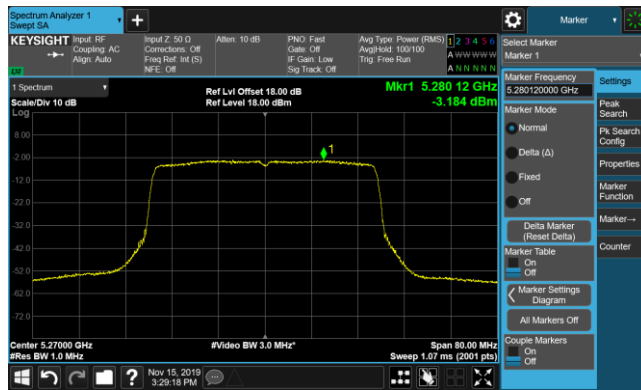 Spectrum Analyzer 1
Swept SA
Marker
KEYSIGHT
Input: RF
Coupling: AC
Align: Auto
Input Z: 50 Ω
Corrections: Off
Freq Ref: Int (S)
NFE: Off
Atten: 10 dB
PNO: Fast
Gate: Off
IF Gain: Low
Sig Track: Off
Avg Type: Power (RMS)
Avg|Hold: 100/100
Trig: Free Run
1 2 3 4 5 6
A W W W W W
A N N N N N
Select Marker
Marker 1
1 Spectrum
Scale/Div 10 dB
Log
Ref Lvl Offset 18.00 dB
Ref Level 18.00 dBm
Mkr1 5.280 12 GHz
-3.184 dBm
8.00
-2.00
-12.0
-22.0
-32.0
-42.0
-52.0
-62.0
-72.0
1
Center 5.27000 GHz
#Res BW 1.0 MHz
#Video BW 3.0 MHz*
Span 80.00 MHz
Sweep 1.07 ms (2001 pts)
Marker Frequency
5.280120000 GHz
Marker Mode
Normal
Delta (Δ)
Fixed
Off
Delta Marker
(Reset Delta)
Marker Table
On
Off
Marker Settings
Diagram
All Markers Off
Couple Markers
On
Off
Settings
Peak
Search
Pk Search
Config
Properties
Marker
Function
Marker→
Counter
Nov 15, 2019
3:29:18 PM